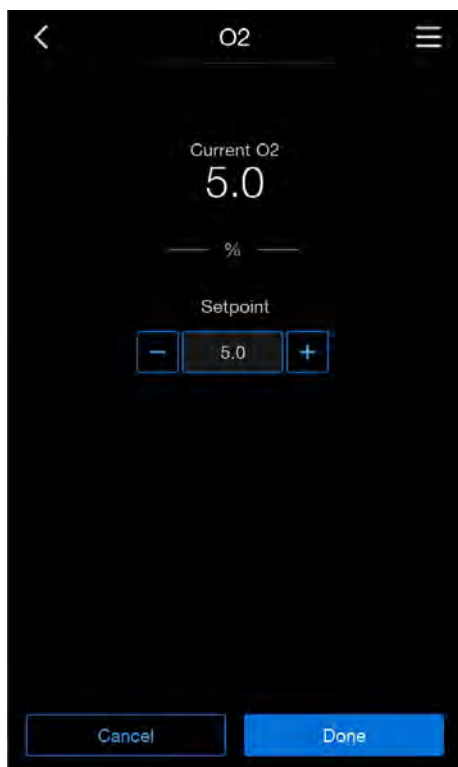 O2
Current O2
5.0
%
Setpoint
− 5.0 +
Cancel Done